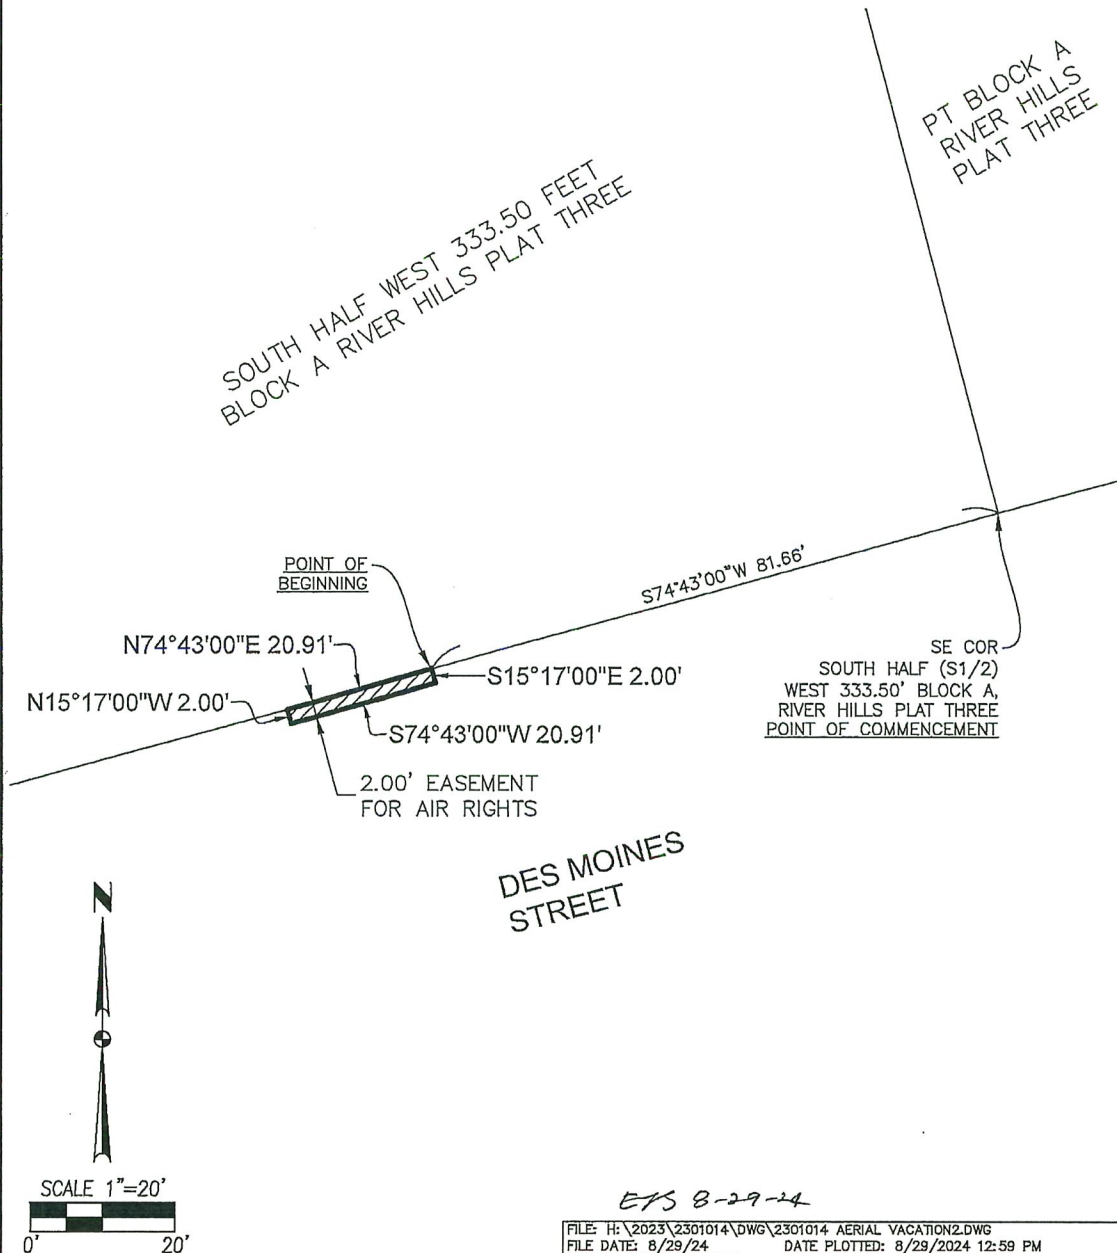 PT BLOCK A
RIVER HILLS
PLAT THREE
SOUTH HALF WEST 333.50 FEET
BLOCK A RIVER HILLS PLAT THREE
POINT OF
BEGINNING
S74°43'00"W 81.66'
N74°43'00"E 20.91'
S15°17'00"E 2.00'
N15°17'00"W 2.00'
S74°43'00"W 20.91'
SE COR
SOUTH HALF (S1/2)
WEST 333.50' BLOCK A,
RIVER HILLS PLAT THREE
POINT OF COMMENCEMENT
2.00' EASEMENT
FOR AIR RIGHTS
DES MOINES
STREET
N
SCALE 1"=20'
0' 20'
8-29-24
FILE: H:\2023\2301014\DWG\2301014 AERIAL VACATION2.DWG
FILE DATE: 8/29/24 DATE PLOTTED: 8/29/2024 12:59 PM